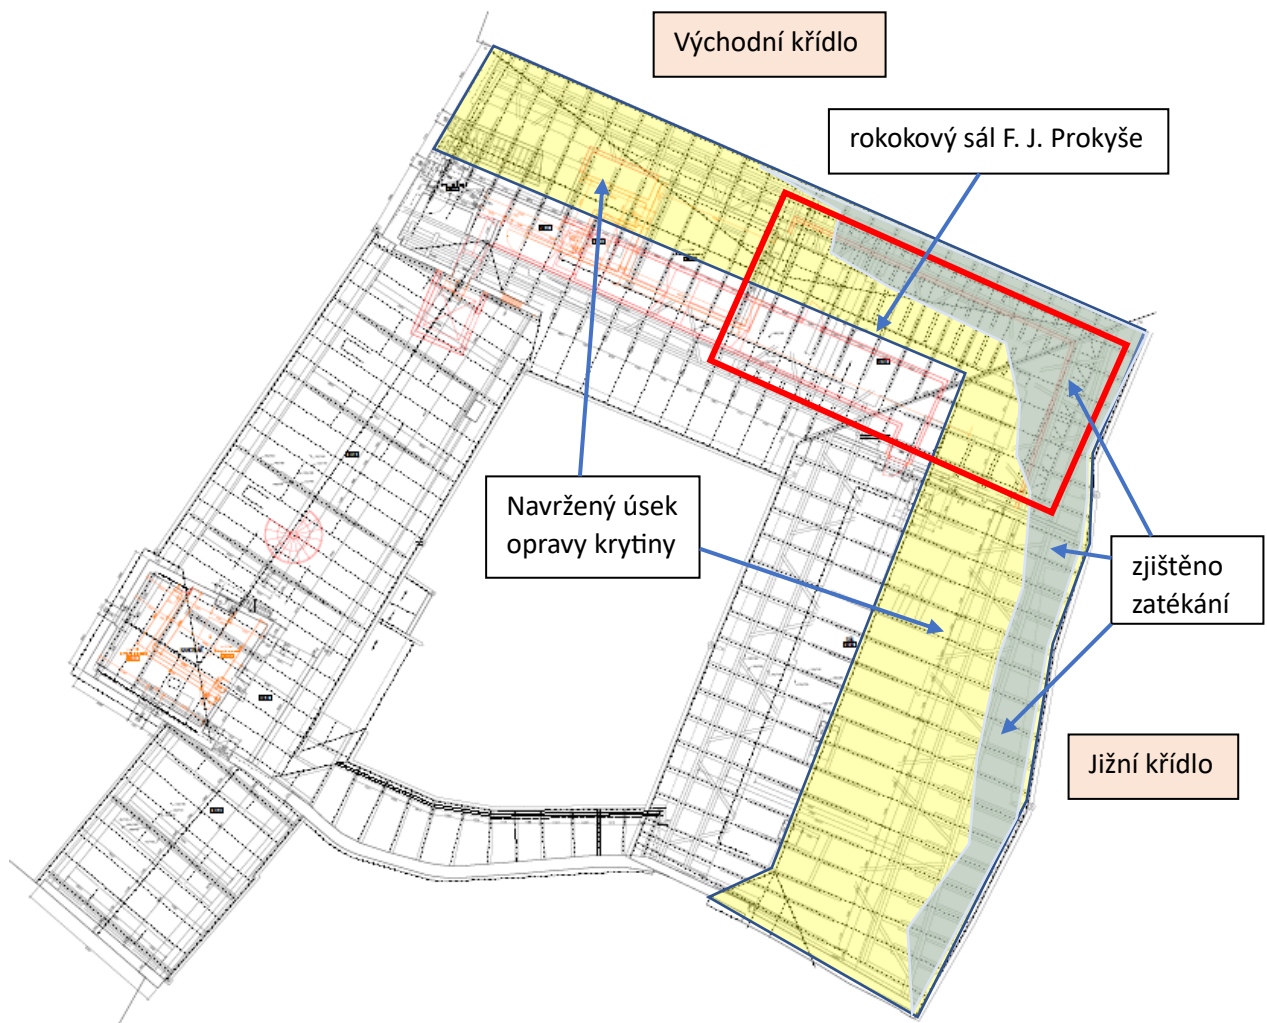 Východní křídlo
rokokový sál F. J. Prokyše
Navržený úsek
opravy krytiny
zjištěno
zatékání
Jižní křídlo